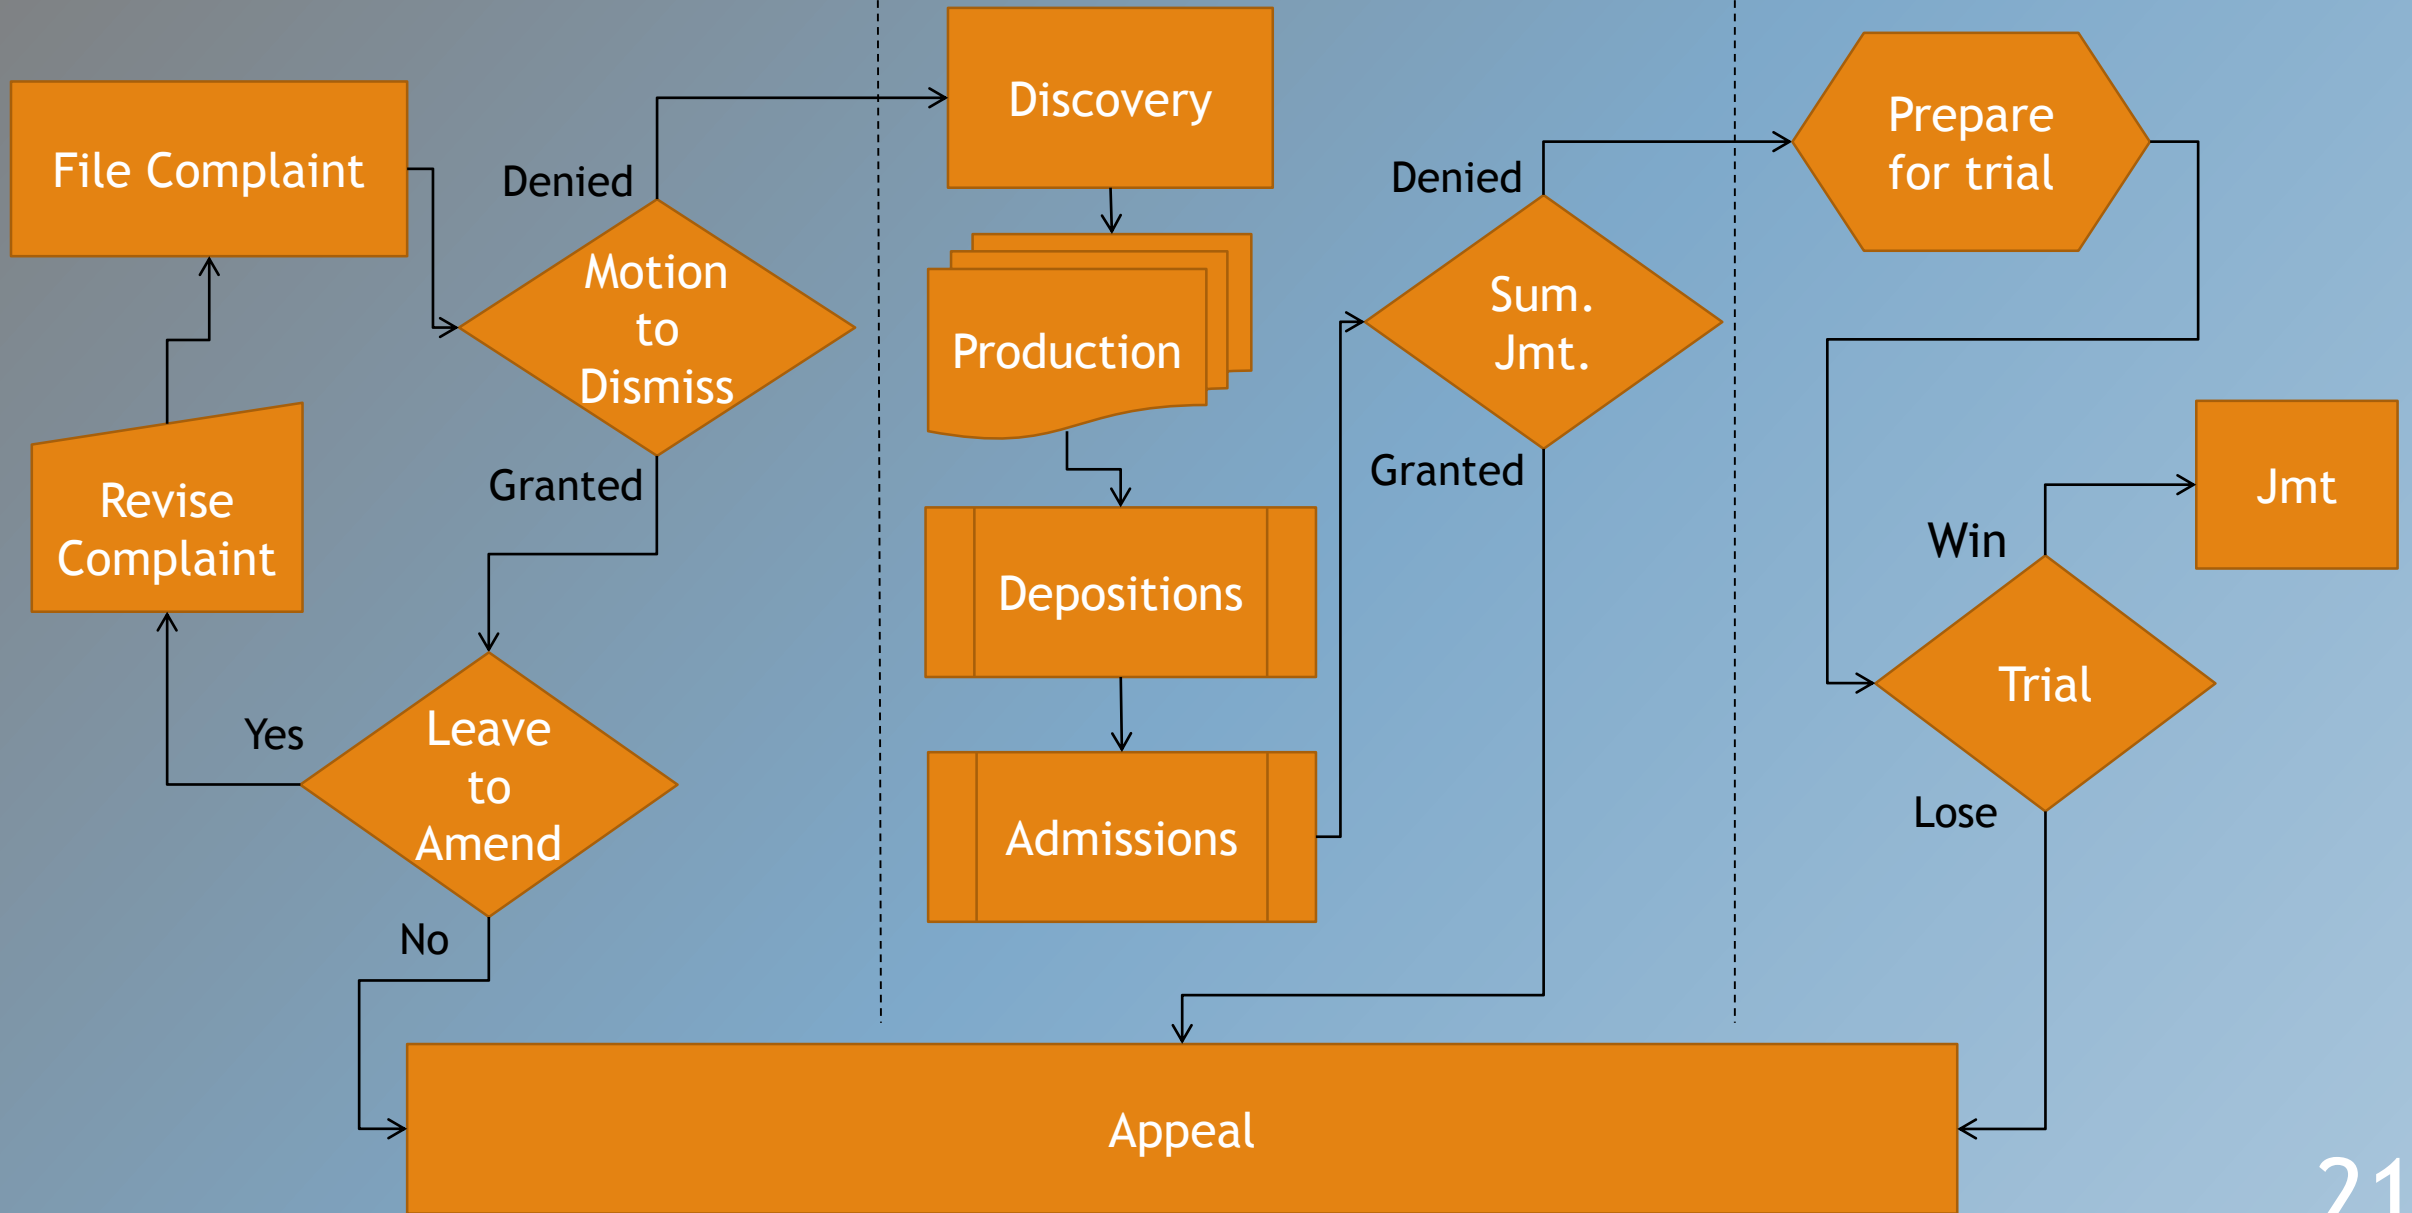 File Complaint
Denied
Motion
to
Dismiss
Granted
Revise
Complaint
Yes
Leave
to
Amend
No
Discovery
Production
Depositions
Admissions
Denied
Sum.
Jmt.
Granted
Prepare
for trial
Jmt
Win
Trial
Lose
Appeal
21